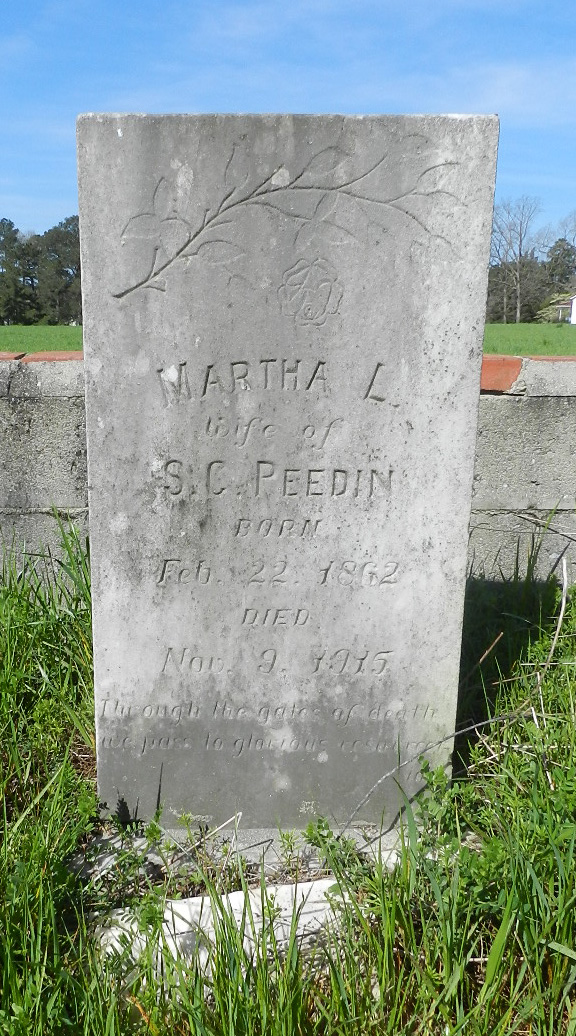 MARTHA L.
Wife of
S. C. PEEDIN
BORN
Feb. 22. 1862
DIED
Nov. 9. 1915
Through the gates of death
we pass to glorious